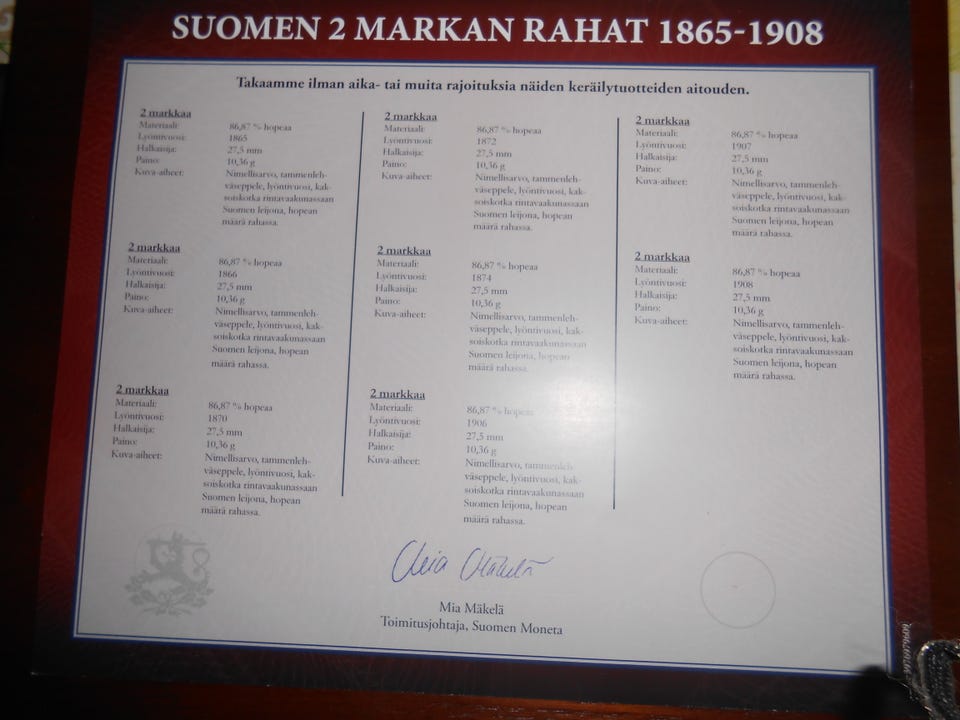 SUOMEN 2 MARKAN RAHAT 1865-1908
Takaamme ilman aika- tai muita rajoituksia näiden keräilytuotteiden aitouden.
2 markkaa
Materiaali: 86,87 % hopeaa
Lyöntivuosi: 1865
Halkaisija: 27,5 mm
Paino: 10,36 g
Kuva-aiheet: Nimellisarvo, tammenleh-
väseppele, lyöntivuosi, kak-
soiskotka rintavaakunassaan
Suomen leijona, hopean
määrä rahassa.
2 markkaa
Materiaali: 86,87 % hopeaa
Lyöntivuosi: 1866
Halkaisija: 27,5 mm
Paino: 10,36 g
Kuva-aiheet: Nimellisarvo, tammenleh-
väseppele, lyöntivuosi, kak-
soiskotka rintavaakunassaan
Suomen leijona, hopean
määrä rahassa.
2 markkaa
Materiaali: 86,87 % hopeaa
Lyöntivuosi: 1870
Halkaisija: 27,5 mm
Paino: 10,36 g
Kuva-aiheet: Nimellisarvo, tammenleh-
väseppele, lyöntivuosi, kak-
soiskotka rintavaakunassaan
Suomen leijona, hopean
määrä rahassa.
2 markkaa
Materiaali: 86,87 % hopeaa
Lyöntivuosi: 1872
Halkaisija: 27,5 mm
Paino: 10,36 g
Kuva-aiheet: Nimellisarvo, tammenleh-
väseppele, lyöntivuosi, kak-
soiskotka rintavaakunassaan
Suomen leijona, hopean
määrä rahassa.
2 markkaa
Materiaali: 86,87 % hopeaa
Lyöntivuosi: 1874
Halkaisija: 27,5 mm
Paino: 10,36 g
Kuva-aiheet: Nimellisarvo, tammenleh-
väseppele, lyöntivuosi, kak-
soiskotka rintavaakunassaan
Suomen leijona, hopean
määrä rahassa.
2 markkaa
Materiaali: 86,87 % hopeaa
Lyöntivuosi: 1906
Halkaisija: 27,5 mm
Paino: 10,36 g
Kuva-aiheet: Nimellisarvo, tammenleh-
väseppele, lyöntivuosi, kak-
soiskotka rintavaakunassaan
Suomen leijona, hopean
määrä rahassa.
2 markkaa
Materiaali: 86,87 % hopeaa
Lyöntivuosi: 1907
Halkaisija: 27,5 mm
Paino: 10,36 g
Kuva-aiheet: Nimellisarvo, tammenleh-
väseppele, lyöntivuosi, kak-
soiskotka rintavaakunassaan
Suomen leijona, hopean
määrä rahassa.
2 markkaa
Materiaali: 86,87 % hopeaa
Lyöntivuosi: 1908
Halkaisija: 27,5 mm
Paino: 10,36 g
Kuva-aiheet: Nimellisarvo, tammenleh-
väseppele, lyöntivuosi, kak-
soiskotka rintavaakunassaan
Suomen leijona, hopean
määrä rahassa.
Mia Mäkelä
Mia Mäkelä
Toimitusjohtaja, Suomen Moneta